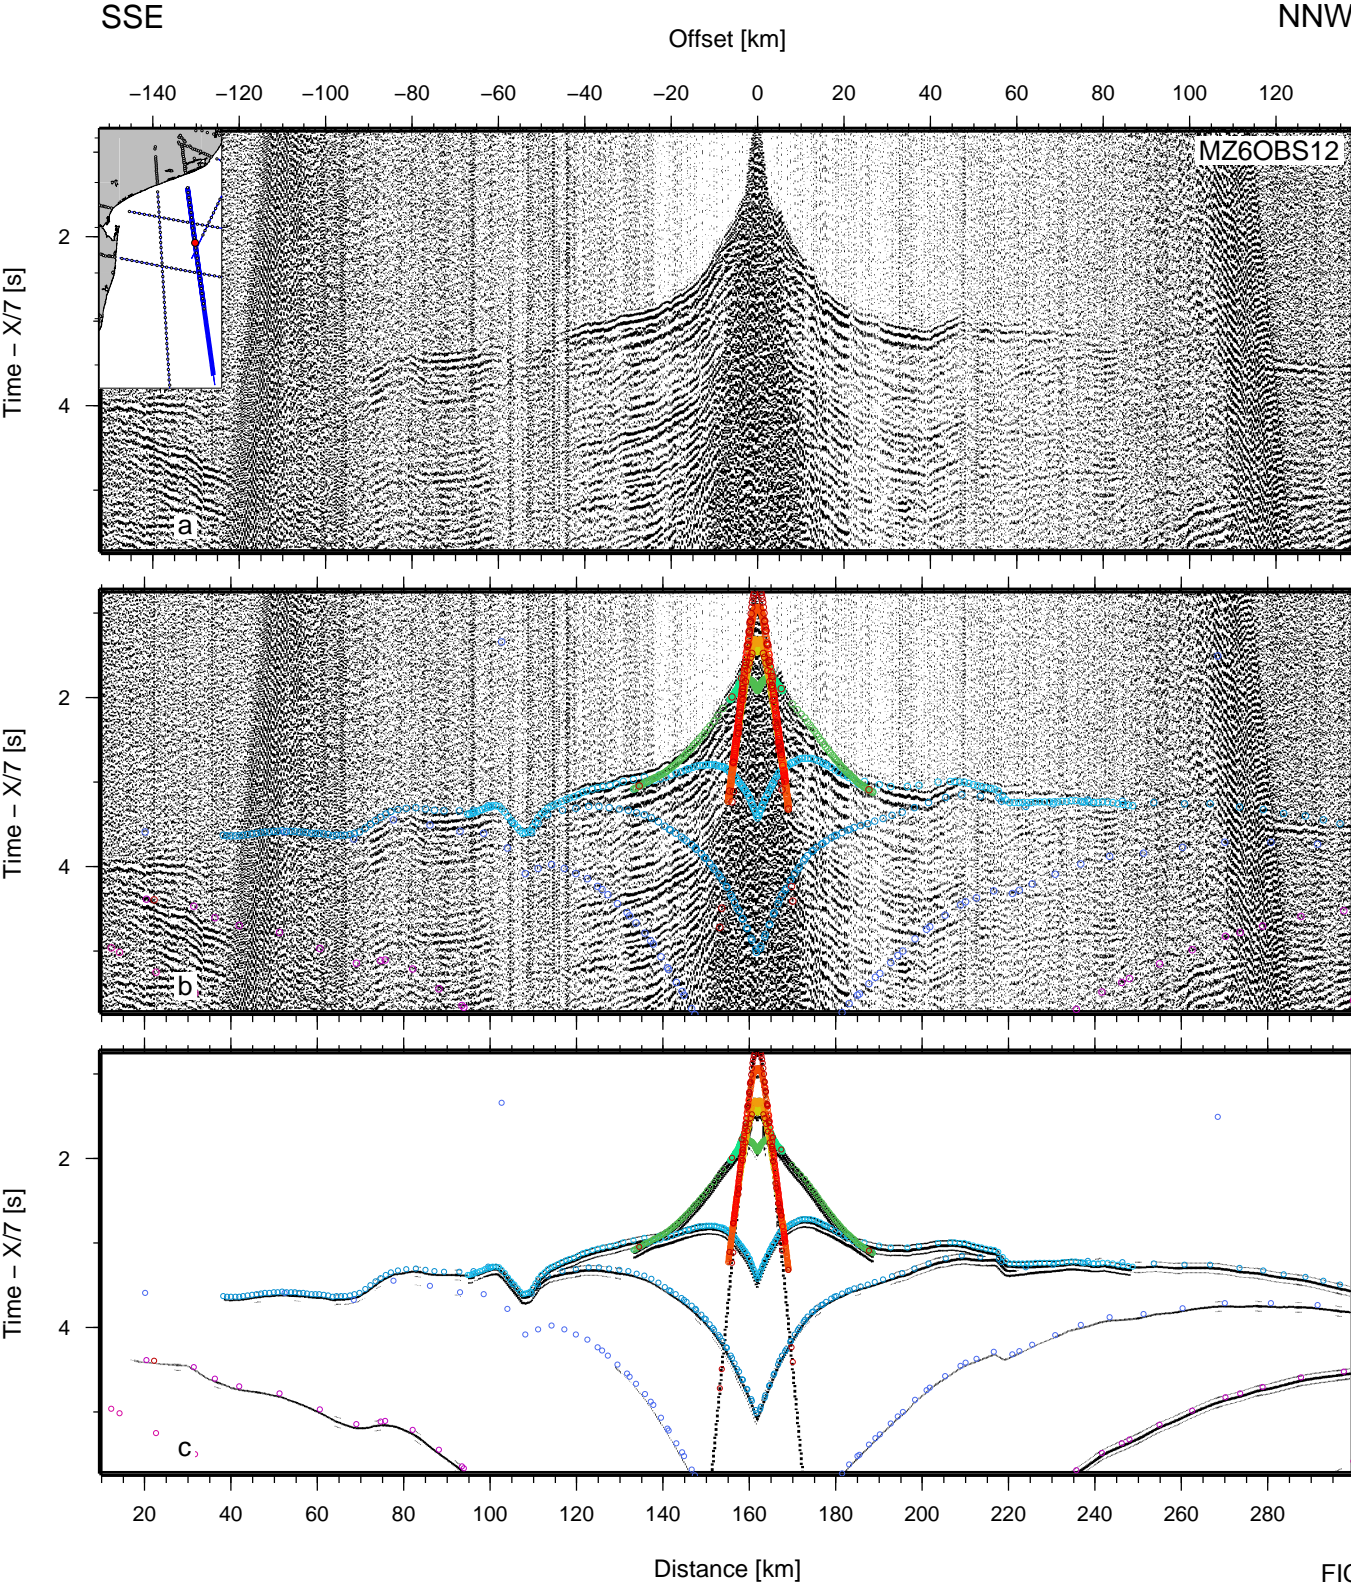 SSE NNW
Offset [km]
−140 −120 −100 −80 −60 −40 −20 0 20 40 60 80 100 120
MZ6OBS12
2
4
Time − X/7 [s]
a
2
4
Time − X/7 [s]
b
2
4
Time − X/7 [s]
c
20 40 60 80 100 120 140 160 180 200 220 240 260 280
Distance [km]